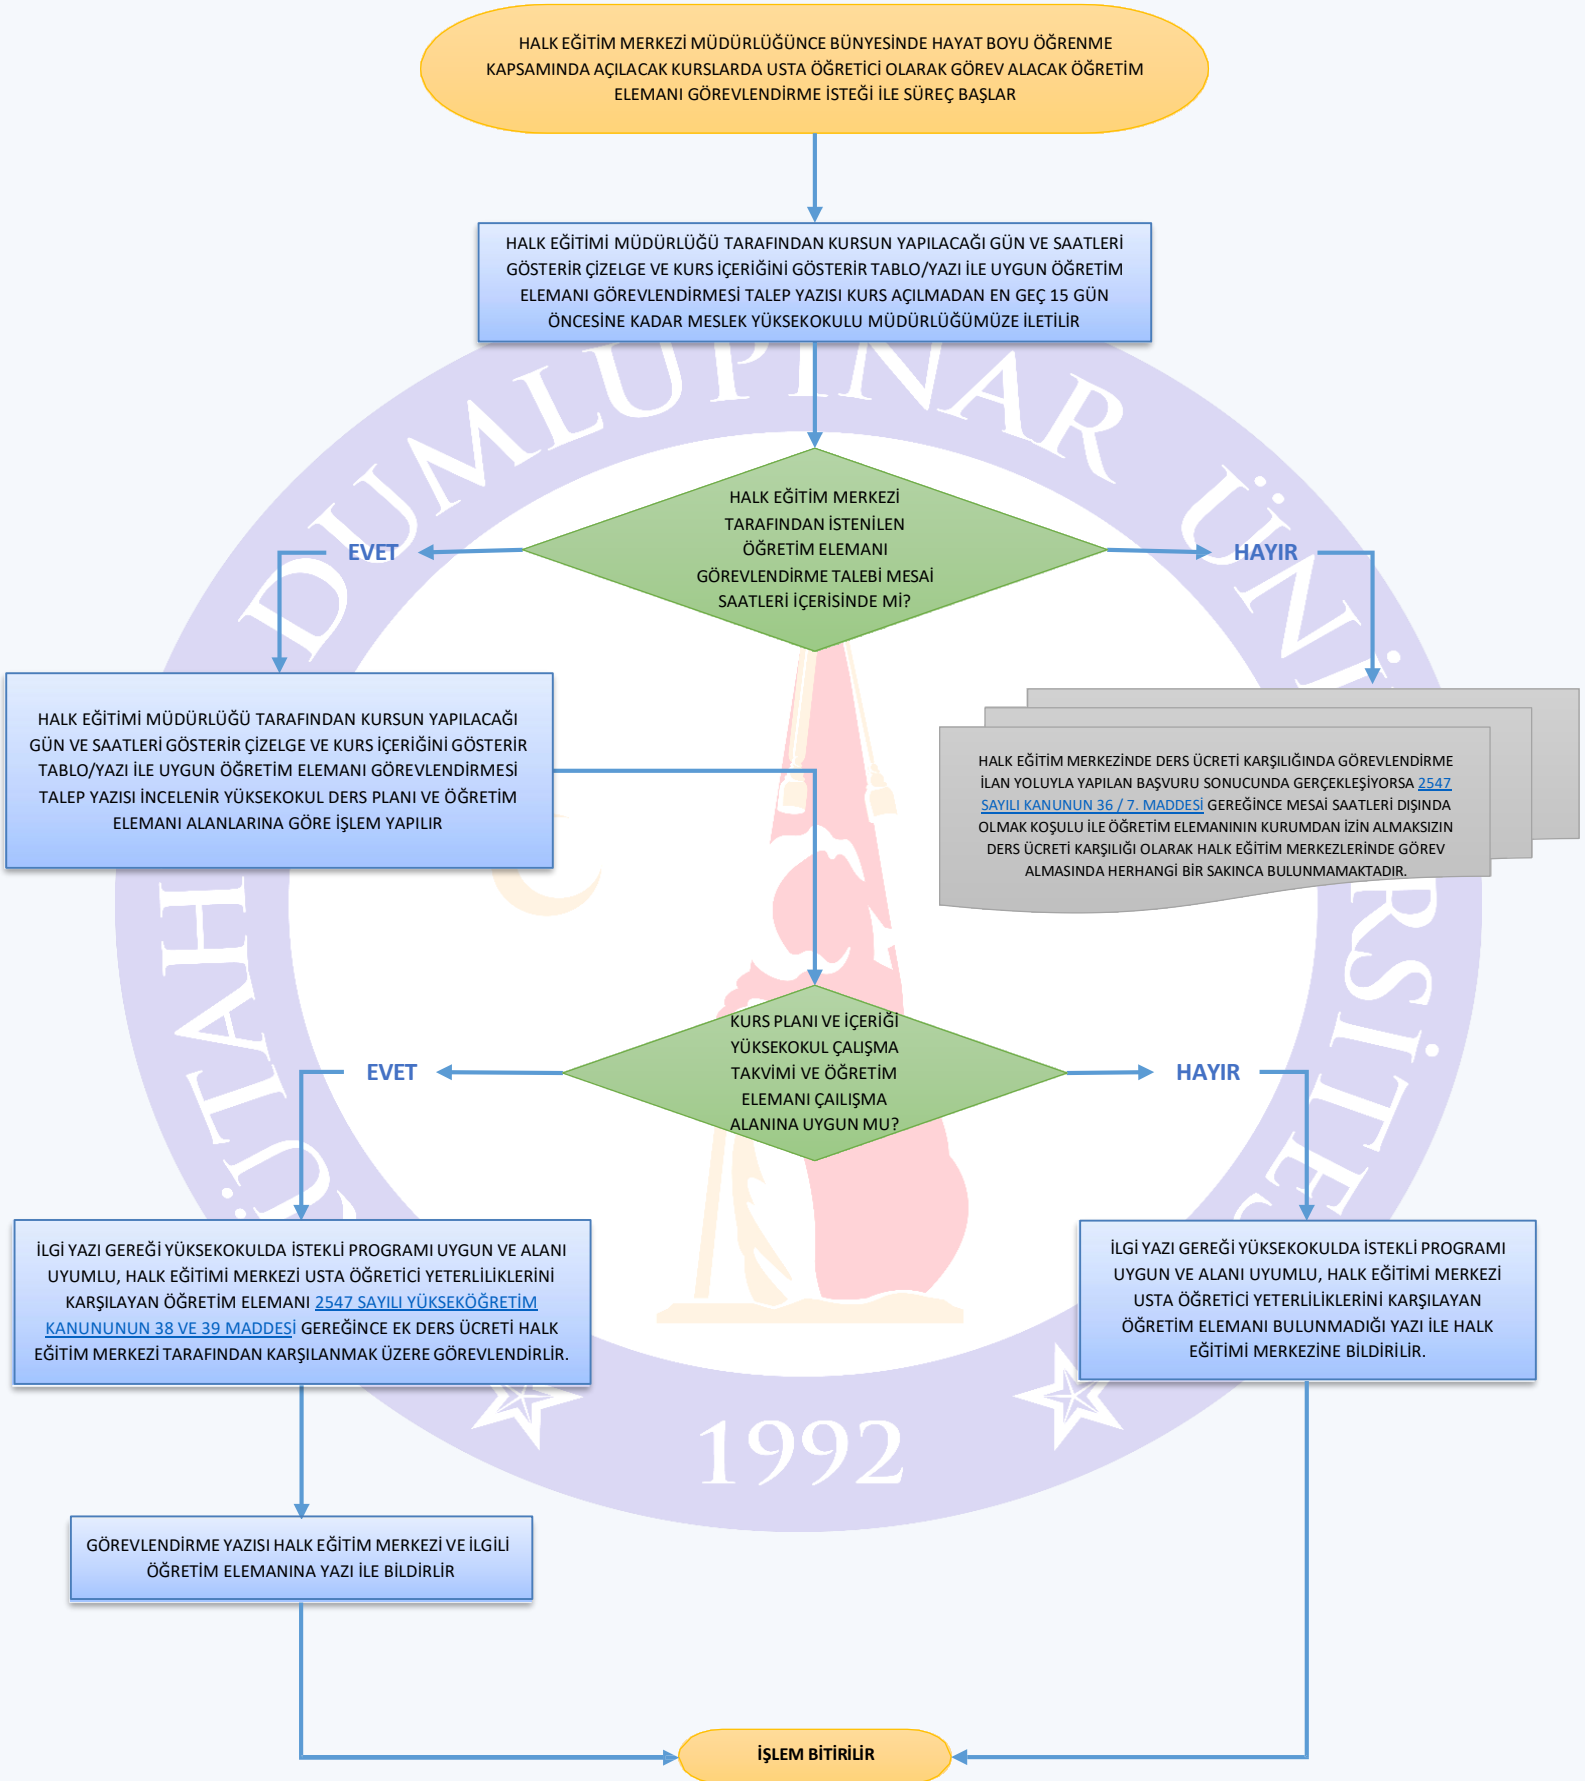 HALK EĞİTİM MERKEZİ MÜDÜRLÜĞÜNCE BÜNYESİNDE HAYAT BOYU ÖĞRENME
KAPSAMINDA AÇILACAK KURSLARDA USTA ÖĞRETİCİ OLARAK GÖREV ALACAK ÖĞRETİM
ELEMANI GÖREVLENDİRME İSTEĞİ İLE SÜREÇ BAŞLAR
HALK EĞİTİMİ MÜDÜRLÜĞÜ TARAFINDAN KURSUN YAPILACAĞI GÜN VE SAATLERİ
GÖSTERİR ÇİZELGE VE KURS İÇERİĞİNİ GÖSTERİR TABLO/YAZI İLE UYGUN ÖĞRETİM
ELEMANI GÖREVLENDİRMESİ TALEP YAZISI KURS AÇILMADAN EN GEÇ 15 GÜN
ÖNCESİNE KADAR MESLEK YÜKSEKOKULU MÜDÜRLÜĞÜMÜZE İLETİLİR
HALK EĞİTİM MERKEZİ
TARAFINDAN İSTENİLEN
ÖĞRETİM ELEMANI
GÖREVLENDİRME TALEBİ MESAİ
SAATLERİ İÇERİSİNDE Mİ?
EVET
HAYIR
HALK EĞİTİMİ MÜDÜRLÜĞÜ TARAFINDAN KURSUN YAPILACAĞI
GÜN VE SAATLERİ GÖSTERİR ÇİZELGE VE KURS İÇERİĞİNİ GÖSTERİR
TABLO/YAZI İLE UYGUN ÖĞRETİM ELEMANI GÖREVLENDİRMESİ
TALEP YAZISI İNCELENİR YÜKSEKOKUL DERS PLANI VE ÖĞRETİM
ELEMANI ALANLARINA GÖRE İŞLEM YAPILIR
HALK EĞİTİM MERKEZİNDE DERS ÜCRETİ KARŞILIĞINDA GÖREVLENDİRME
İLAN YOLUYLA YAPILAN BAŞVURU SONUCUNDA GERÇEKLEŞİYORSA 2547
SAYILI KANUNUN 36 / 7. MADDESİ GEREĞİNCE MESAİ SAATLERİ DIŞINDA
OLMAK KOŞULU İLE ÖĞRETİM ELEMANININ KURUMDAN İZİN ALMAKSIZIN
DERS ÜCRETİ KARŞILIĞI OLARAK HALK EĞİTİM MERKEZLERİNDE GÖREV
ALMASINDA HERHANGİ BİR SAKINCA BULUNMAMAKTADIR.
KURS PLANI VE İÇERİĞİ
YÜKSEKOKUL ÇALIŞMA
TAKVİMİ VE ÖĞRETİM
ELEMANI ÇAILIŞMA
ALANINA UYGUN MU?
EVET
HAYIR
İLGİ YAZI GEREĞİ YÜKSEKOKULDA İSTEKLİ PROGRAMI UYGUN VE ALANI
UYUMLU, HALK EĞİTİMİ MERKEZİ USTA ÖĞRETİCİ YETERLİLİKLERİNİ
KARŞILAYAN ÖĞRETİM ELEMANI 2547 SAYILI YÜKSEKÖĞRETİM
KANUNUNUN 38 VE 39 MADDESİ GEREĞİNCE EK DERS ÜCRETİ HALK
EĞİTİM MERKEZİ TARAFINDAN KARŞILANMAK ÜZERE GÖREVLENDİRLİR.
İLGİ YAZI GEREĞİ YÜKSEKOKULDA İSTEKLİ PROGRAMI
UYGUN VE ALANI UYUMLU, HALK EĞİTİMİ MERKEZİ
USTA ÖĞRETİCİ YETERLİLİKLERİNİ KARŞILAYAN
ÖĞRETİM ELEMANI BULUNMADIĞI YAZI İLE HALK
EĞİTİMİ MERKEZİNE BİLDİRİLİR.
GÖREVLENDİRME YAZISI HALK EĞİTİM MERKEZİ VE İLGİLİ
ÖĞRETİM ELEMANINA YAZI İLE BİLDİRLİR
İŞLEM BİTİRİLİR
DUMLUPINAR
1992